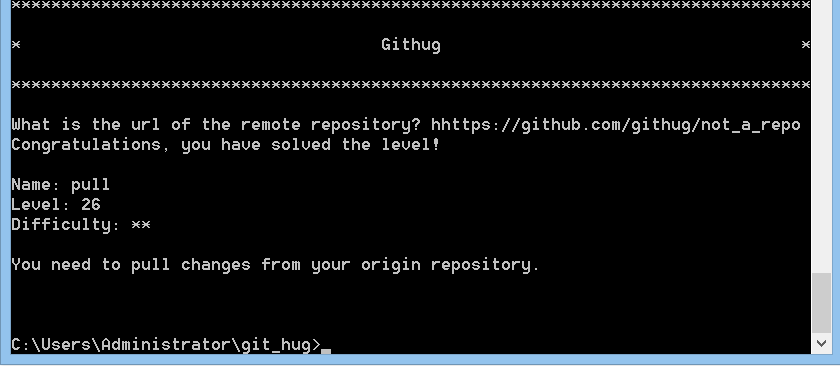 ********************************************************************************
*                                    Githug                                    *
********************************************************************************
What is the url of the remote repository? hhttps://github.com/githug/not_a_repo
Congratulations, you have solved the level!
Name: pull
Level: 26
Difficulty: **
You need to pull changes from your origin repository.
C:\Users\Administrator\git_hug>_